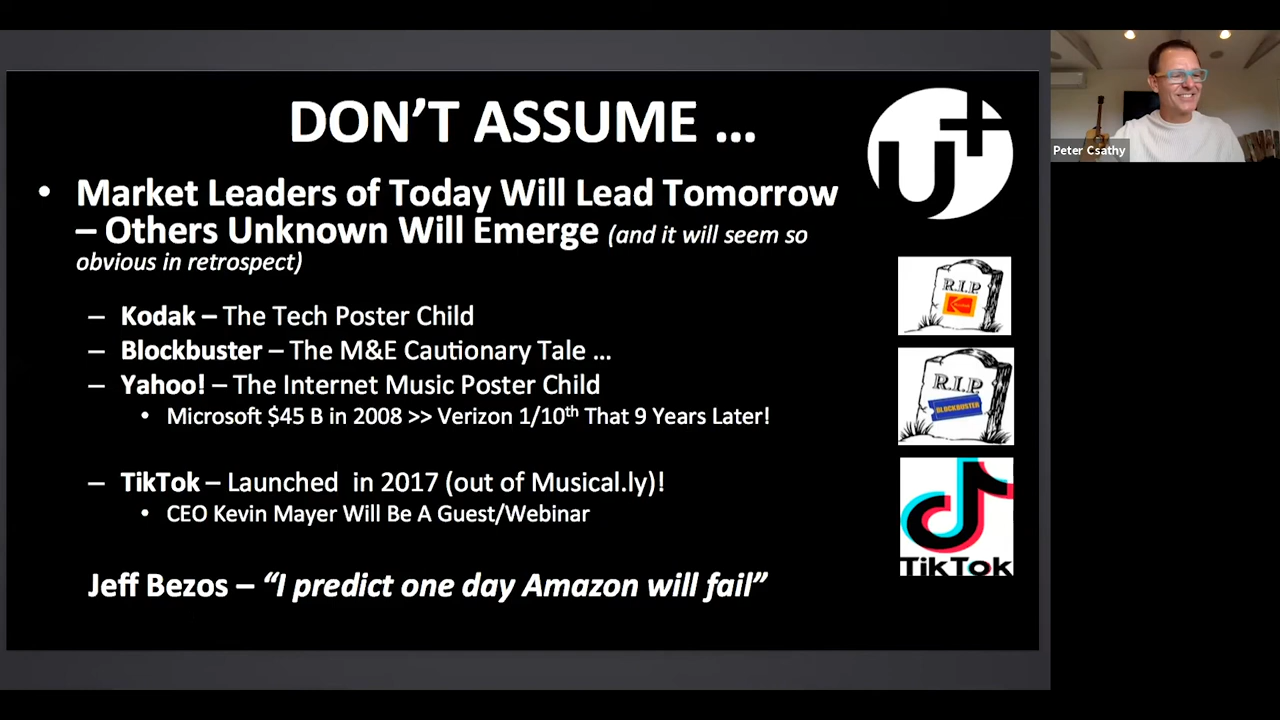 DON'T ASSUME …
• Market Leaders of Today Will Lead Tomorrow
– Others Unknown Will Emerge (and it will seem so
obvious in retrospect)
– Kodak – The Tech Poster Child
– Blockbuster – The M&E Cautionary Tale …
– Yahoo! – The Internet Music Poster Child
• Microsoft $45 B in 2008 >> Verizon 1/10th That 9 Years Later!
– TikTok – Launched in 2017 (out of Musical.ly)!
• CEO Kevin Mayer Will Be A Guest/Webinar
Jeff Bezos – “I predict one day Amazon will fail”
U+
R.I.P.
Kodak
R.I.P.
BLOCKBUSTER
TikTok
Peter Csathy